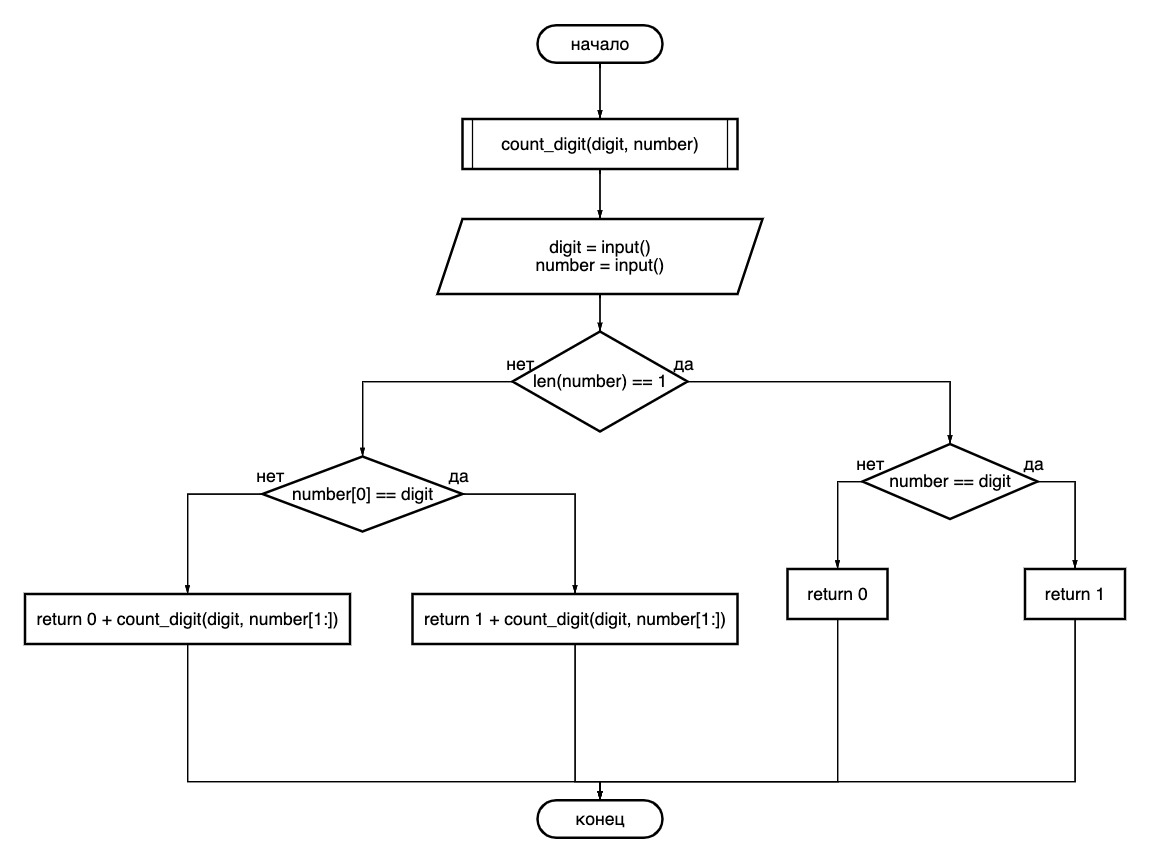 начало
count_digit(digit, number)
digit = input()
number = input()
нет
да
len(number) == 1
нет
да
number[0] == digit
нет
да
number == digit
return 0 + count_digit(digit, number[1:])
return 1 + count_digit(digit, number[1:])
return 0
return 1
конец